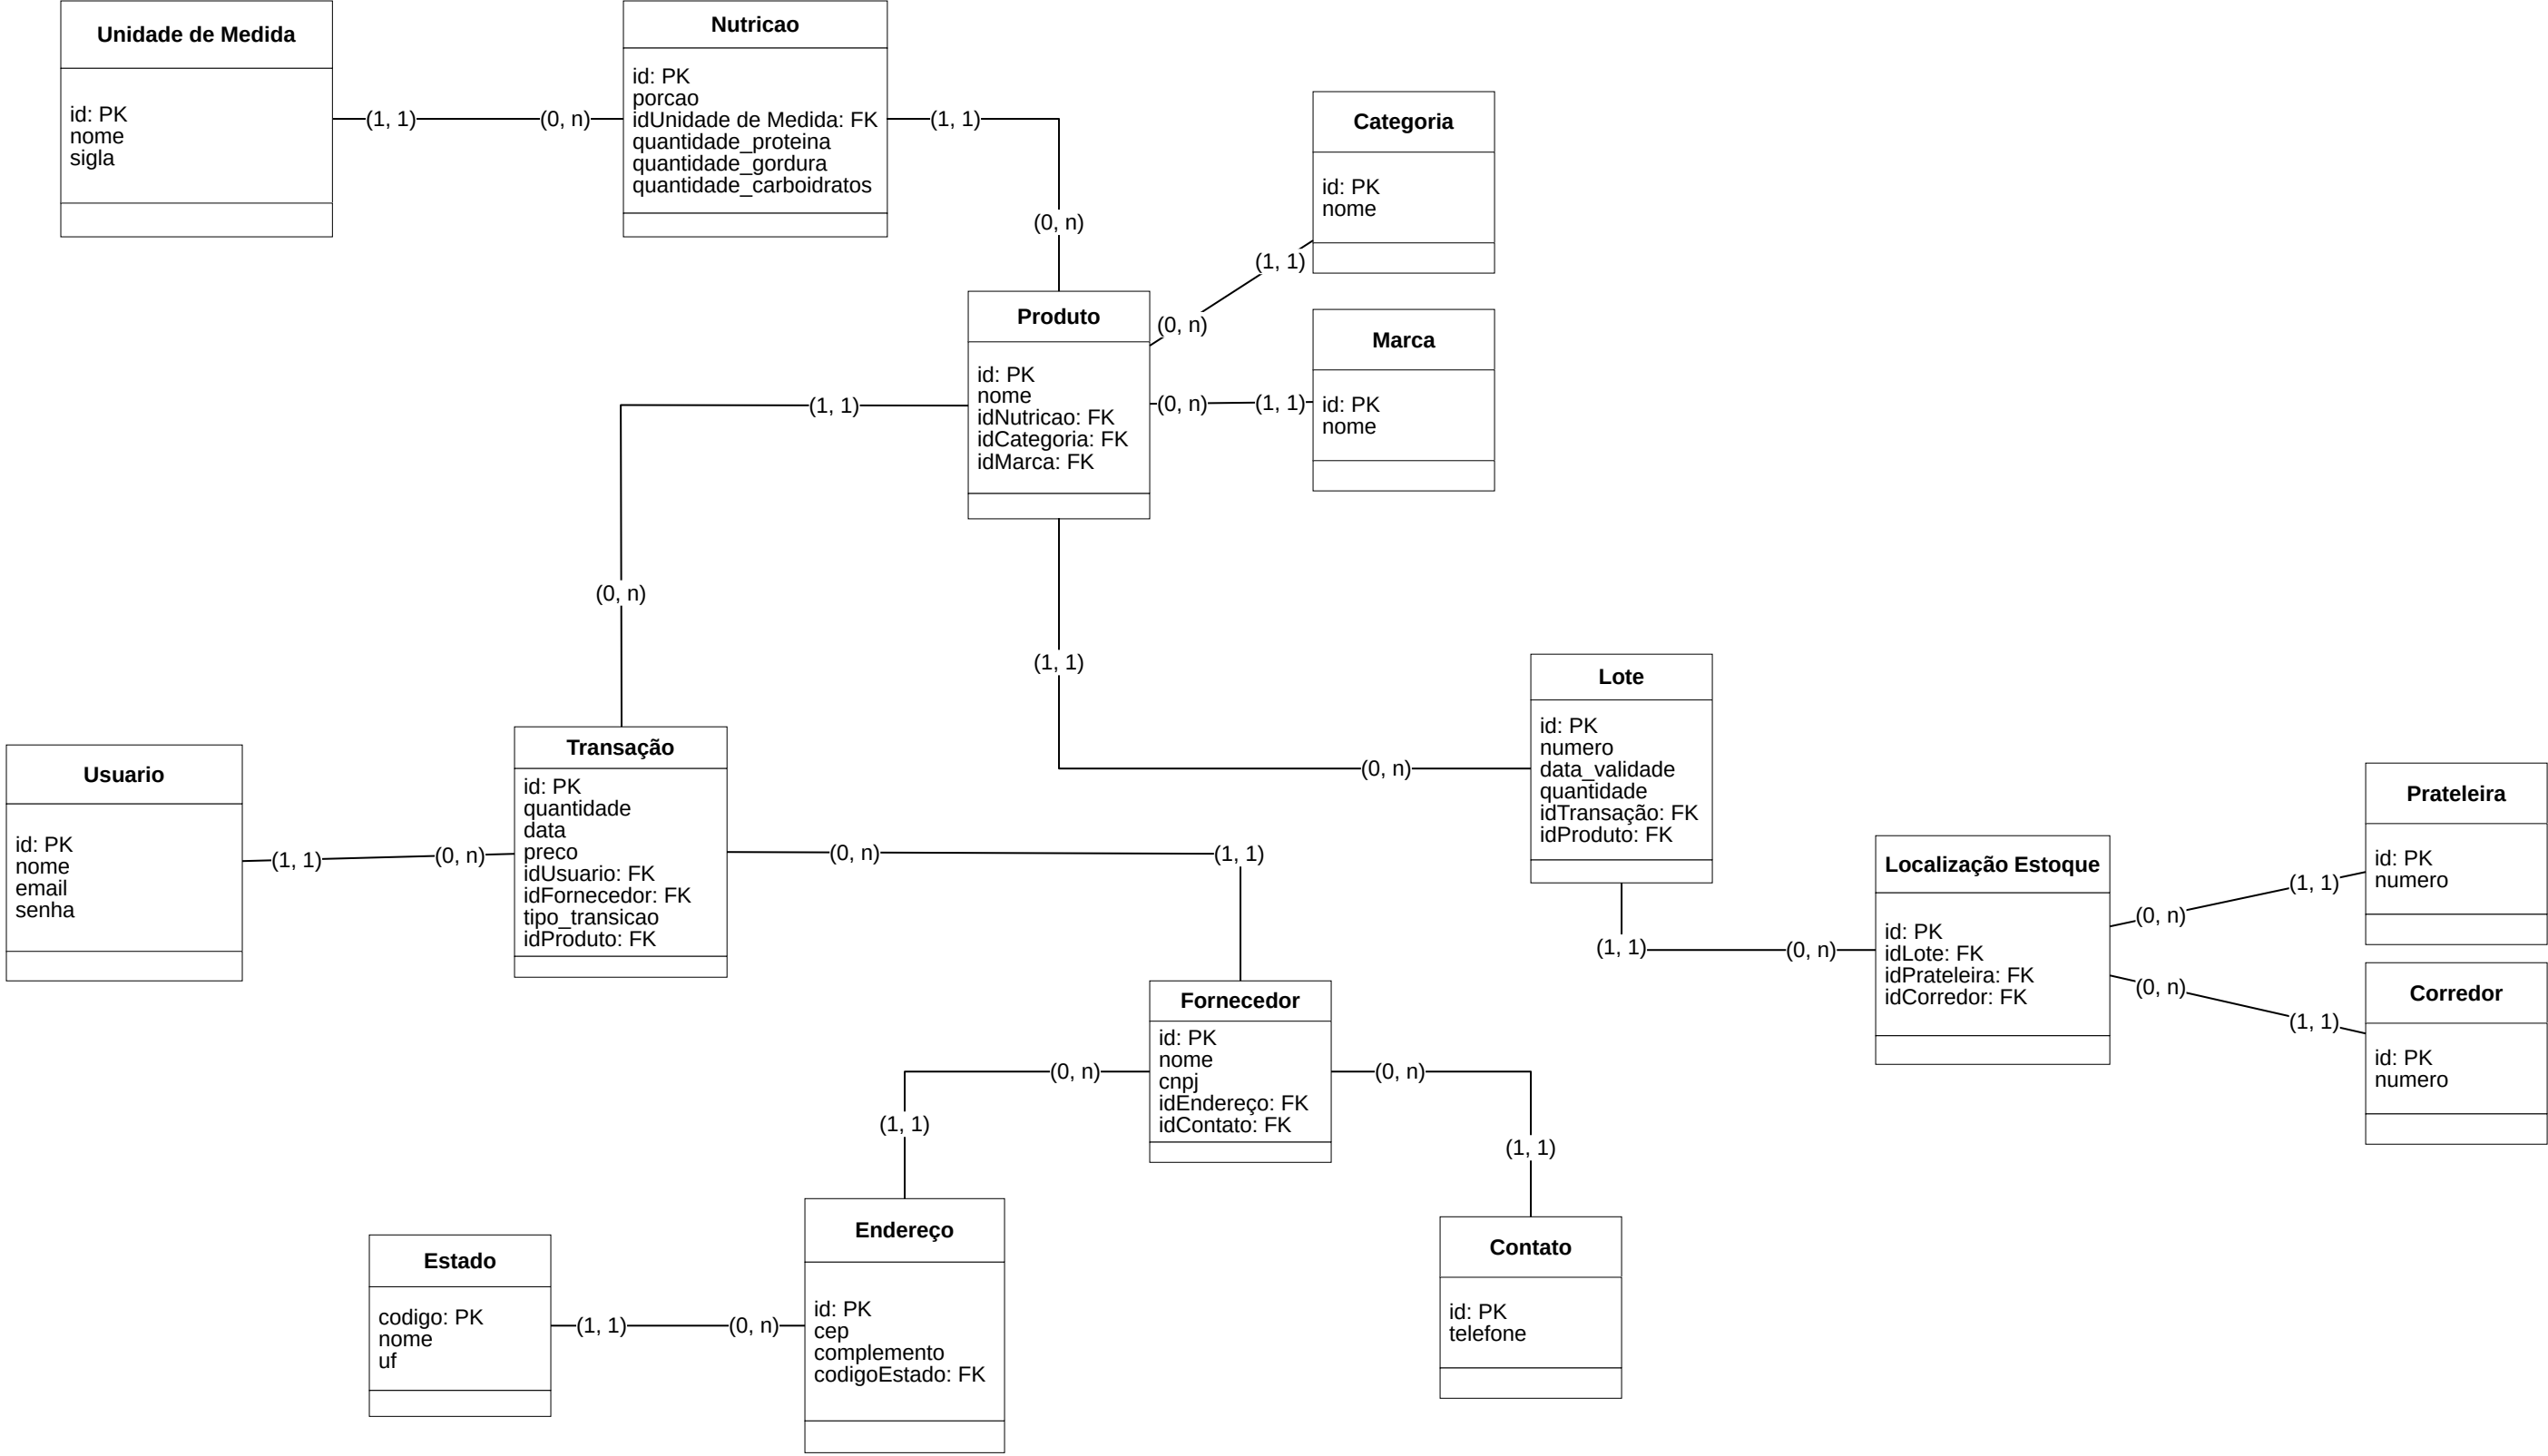 Unidade de Medida
id: PK
nome
sigla
(1, 1)
(0, n)
Nutricao
id: PK
porcao
idUnidade de Medida: FK
quantidade_proteina
quantidade_gordura
quantidade_carboidratos
(1, 1)
(0, n)
Categoria
id: PK
nome
(1, 1)
(0, n)
Produto
id: PK
nome
idNutricao: FK
idCategoria: FK
idMarca: FK
(0, n)
(1, 1)
Marca
id: PK
nome
(1, 1)
(0, n)
(1, 1)
(0, n)
Lote
id: PK
numero
data_validade
quantidade
idTransação: FK
idProduto: FK
Usuario
id: PK
nome
email
senha
(1, 1)
(0, n)
Transação
id: PK
quantidade
data
preco
idUsuario: FK
idFornecedor: FK
tipo_transicao
idProduto: FK
(0, n)
(1, 1)
(1, 1)
(0, n)
Localização Estoque
id: PK
idLote: FK
idPrateleira: FK
idCorredor: FK
(0, n)
(1, 1)
Prateleira
id: PK
numero
(0, n)
(1, 1)
Corredor
id: PK
numero
Fornecedor
id: PK
nome
cnpj
idEndereço: FK
idContato: FK
(0, n)
(1, 1)
(0, n)
(1, 1)
Estado
codigo: PK
nome
uf
(1, 1)
(0, n)
Endereço
id: PK
cep
complemento
codigoEstado: FK
Contato
id: PK
telefone